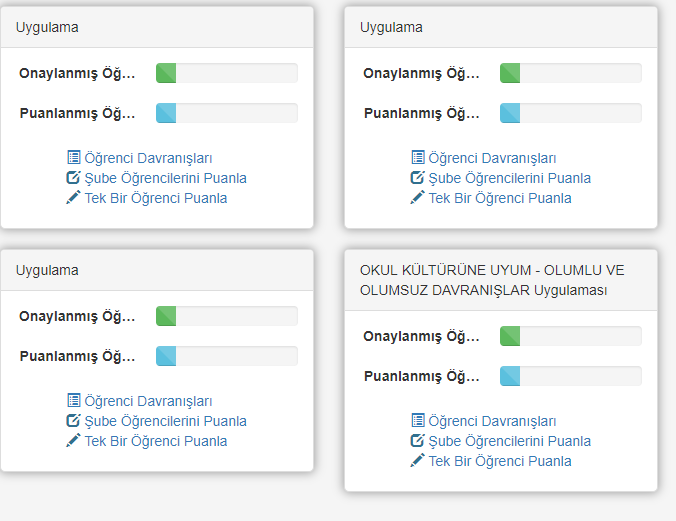 Uygulama
Onaylanmış Öğ...
Puanlanmış Öğ...
Öğrenci Davranışları
Şube Öğrencilerini Puanla
Tek Bir Öğrenci Puanla
Uygulama
Onaylanmış Öğ...
Puanlanmış Öğ...
Öğrenci Davranışları
Şube Öğrencilerini Puanla
Tek Bir Öğrenci Puanla
Uygulama
Onaylanmış Öğ...
Puanlanmış Öğ...
Öğrenci Davranışları
Şube Öğrencilerini Puanla
Tek Bir Öğrenci Puanla
OKUL KÜLTÜRÜNE UYUM - OLUMLU VE
OLUMSUZ DAVRANIŞLAR Uygulaması
Onaylanmış Öğ...
Puanlanmış Öğ...
Öğrenci Davranışları
Şube Öğrencilerini Puanla
Tek Bir Öğrenci Puanla